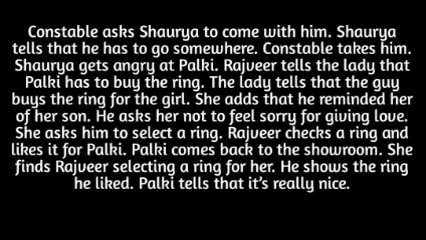 Constable asks Shaurya to come with him. Shaurya
tells that he has to go somewhere. Constable takes him.
Shaurya gets angry at Palki. Rajveer tells the lady that
Palki has to buy the ring. The lady tells that the guy
buys the ring for the girl. She adds that he reminded her
of her son. He asks her not to feel sorry for giving love.
She asks him to select a ring. Rajveer checks a ring and
likes it for Palki. Palki comes back to the showroom. She
finds Rajveer selecting a ring for her. He shows the ring
he liked. Palki tells that it’s really nice.